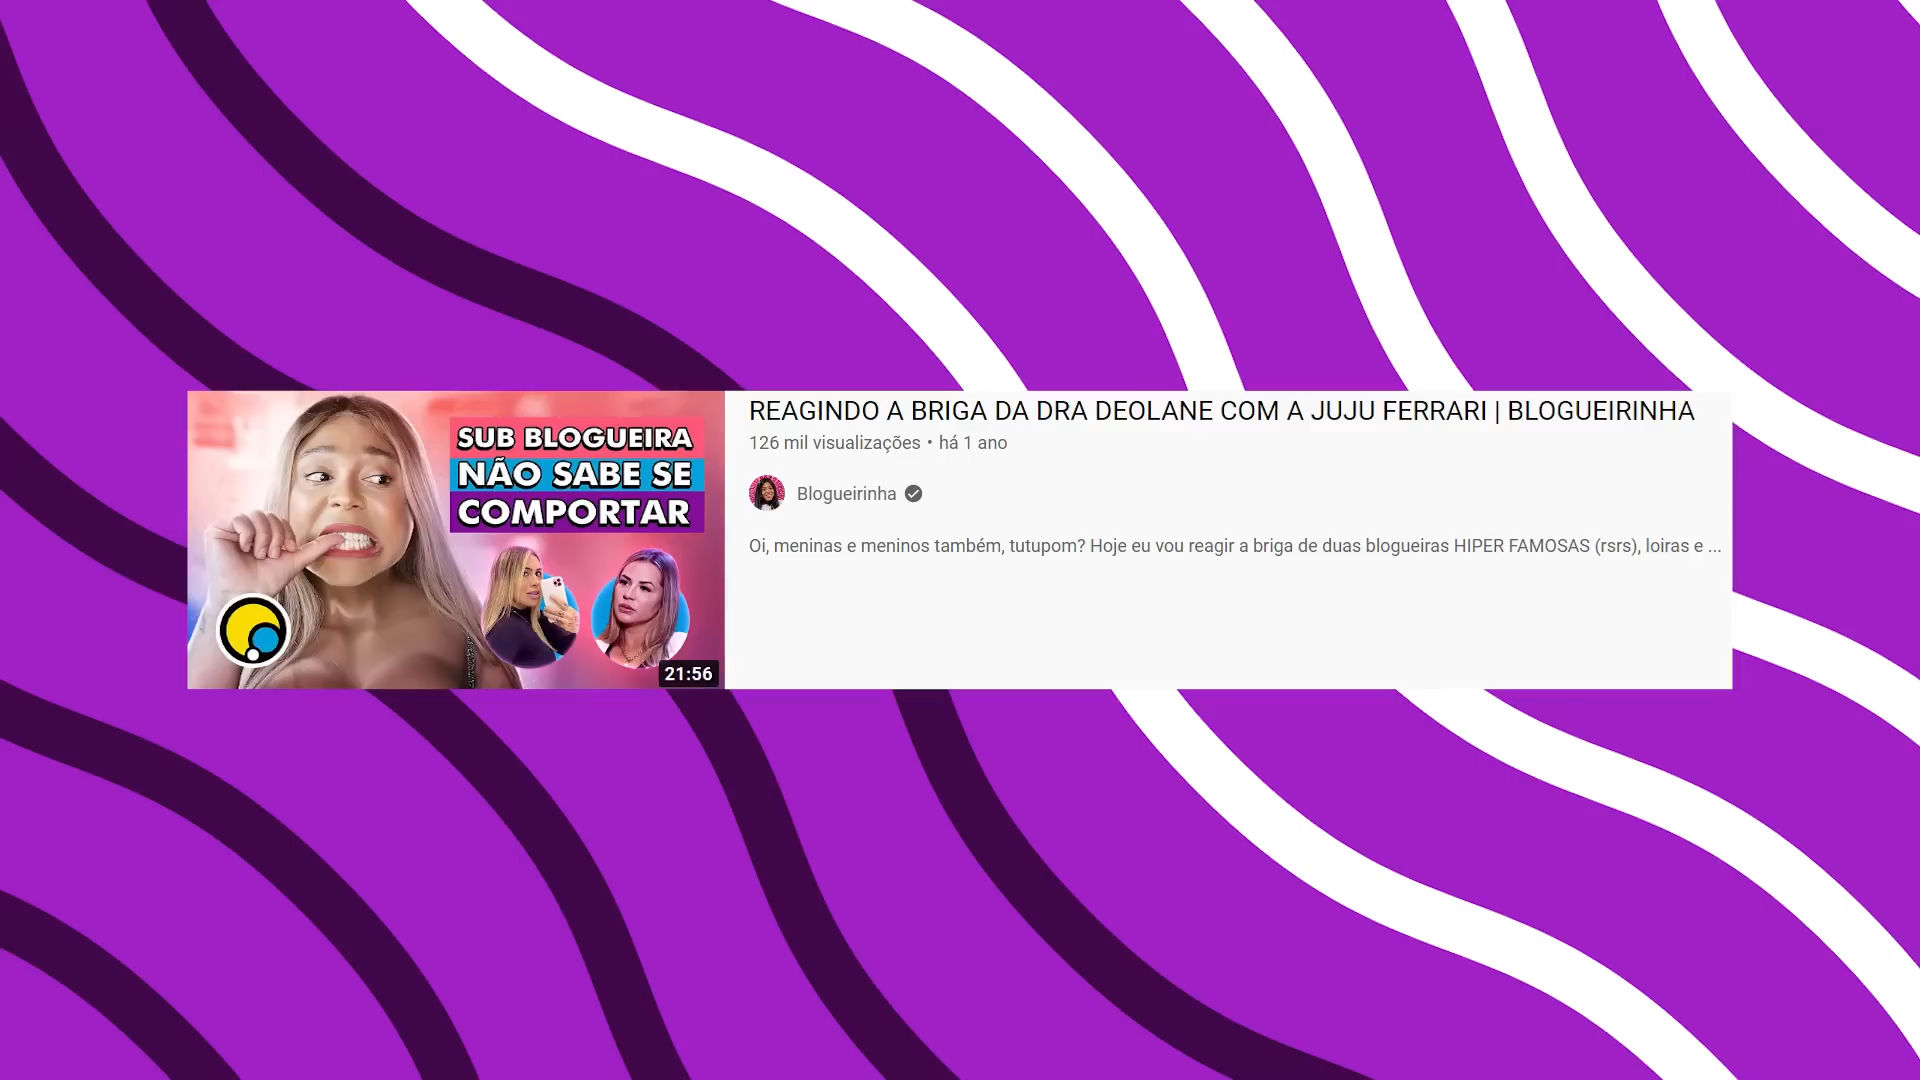 SUB BLOGUEIRA
NÃO SABE SE
COMPORTAR
21:56
REAGINDO A BRIGA DA DRA DEOLANE COM A JUJU FERRARI | BLOGUEIRINHA
126 mil visualizações • há 1 ano
Blogueirinha
Oi, meninas e meninos também, tutupom? Hoje eu vou reagir a briga de duas blogueiras HIPER FAMOSAS (rsrs), loiras e ...